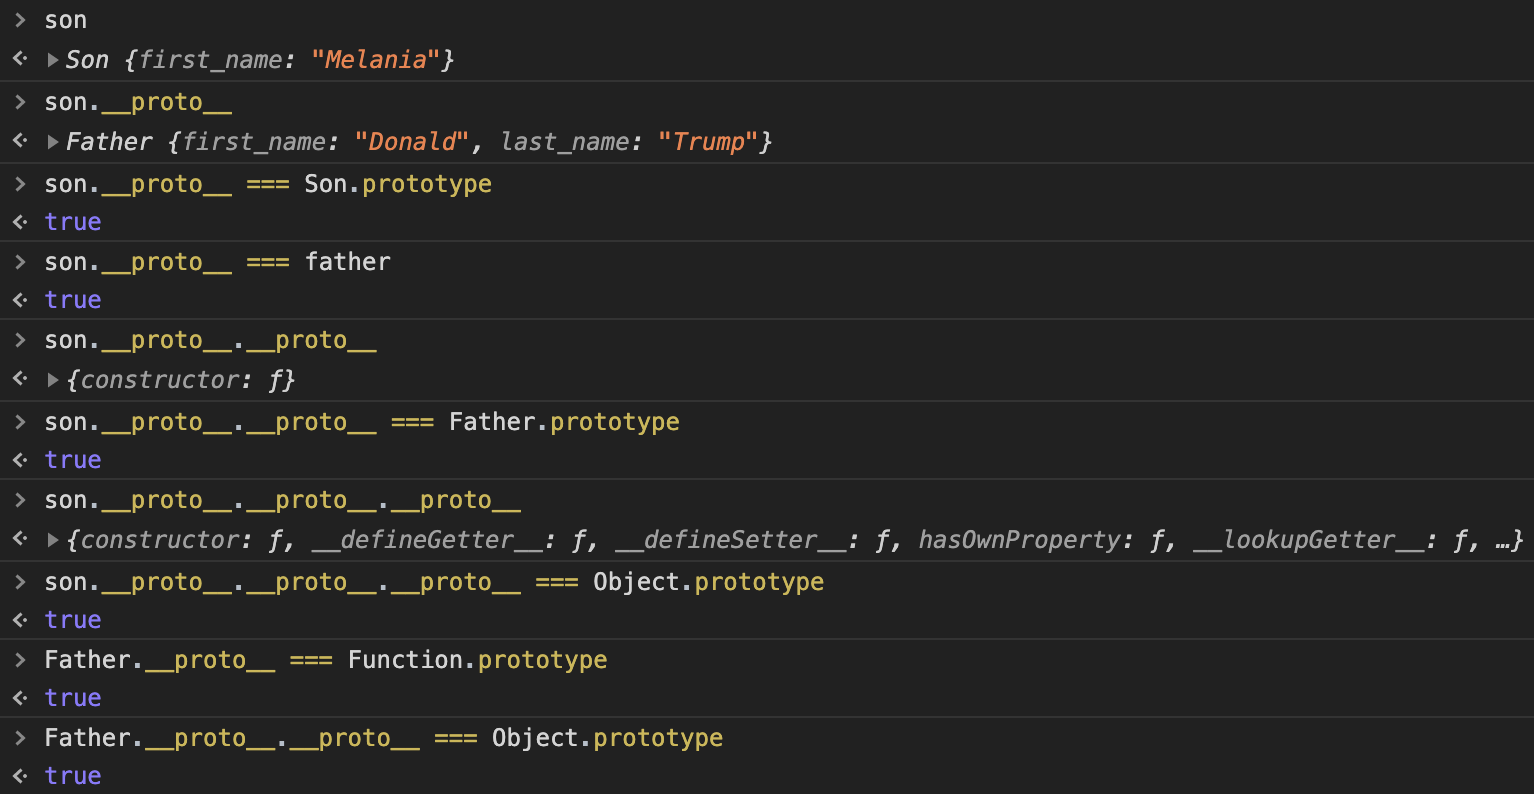 > son
<· ▶Son {first_name: "Melania"}
> son.__proto__
<· ▶Father {first_name: "Donald", last_name: "Trump"}
> son.__proto__ === Son.prototype
<· true
> son.__proto__ === father
<· true
> son.__proto__.__proto__
<· ▶{constructor: ƒ}
> son.__proto__.__proto__ === Father.prototype
<· true
> son.__proto__.__proto__.__proto__
<· ▶{constructor: ƒ, __defineGetter__: ƒ, __defineSetter__: ƒ, hasOwnProperty: ƒ, __lookupGetter__: ƒ, …}
> son.__proto__.__proto__.__proto__ === Object.prototype
<· true
> Father.__proto__ === Function.prototype
<· true
> Father.__proto__.__proto__ === Object.prototype
<· true